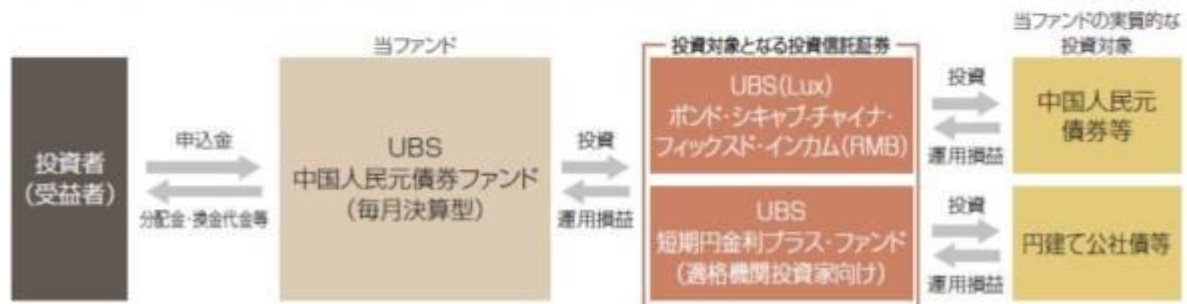 当ファンド
投資対象となる投資信託証券
当ファンドの実質的な
投資対象
投資者
(受益者)
申込金
分配金・換金代金等
UBS
中国人民元債券ファンド
(毎月決算型)
投資
運用損益
UBS(Lux)
ボンド・シキャブ-チャイナ・
フィックスド・インカム(RMB)
投資
運用損益
中国人民元
債券等
UBS
短期円金利プラス・ファンド
(適格機関投資家向け)
投資
運用損益
円建て公社債等